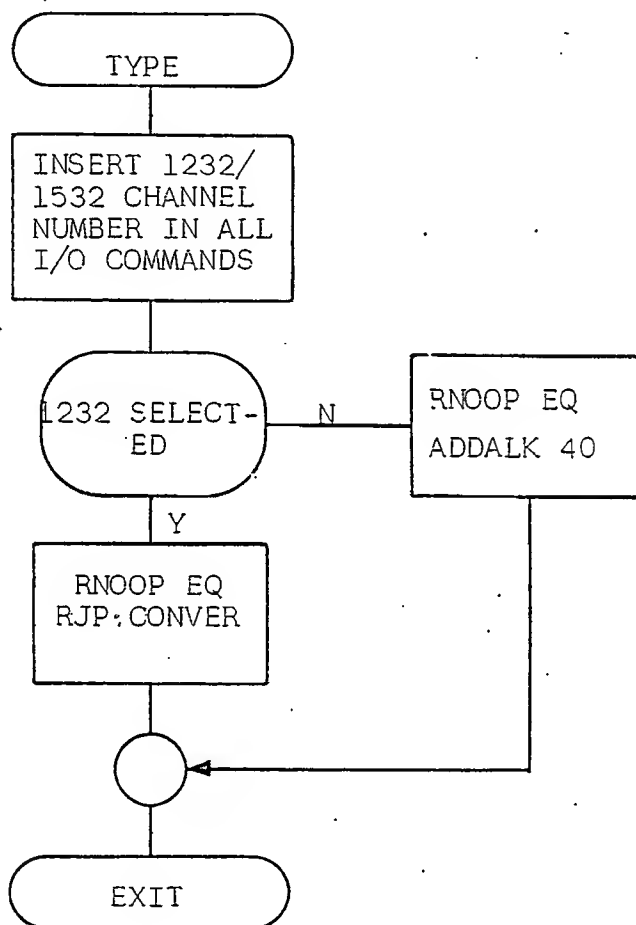 TYPE
INSERT 1232/
1532 CHANNEL
NUMBER IN ALL
I/O COMMANDS
1232 SELECT-
ED
N
RNOOP EQ
ADDALK 40
Y
RNOOP EQ
RJP·CONVER
EXIT